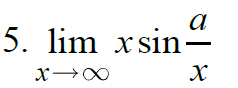 5. lim x→∞ x sin a/x